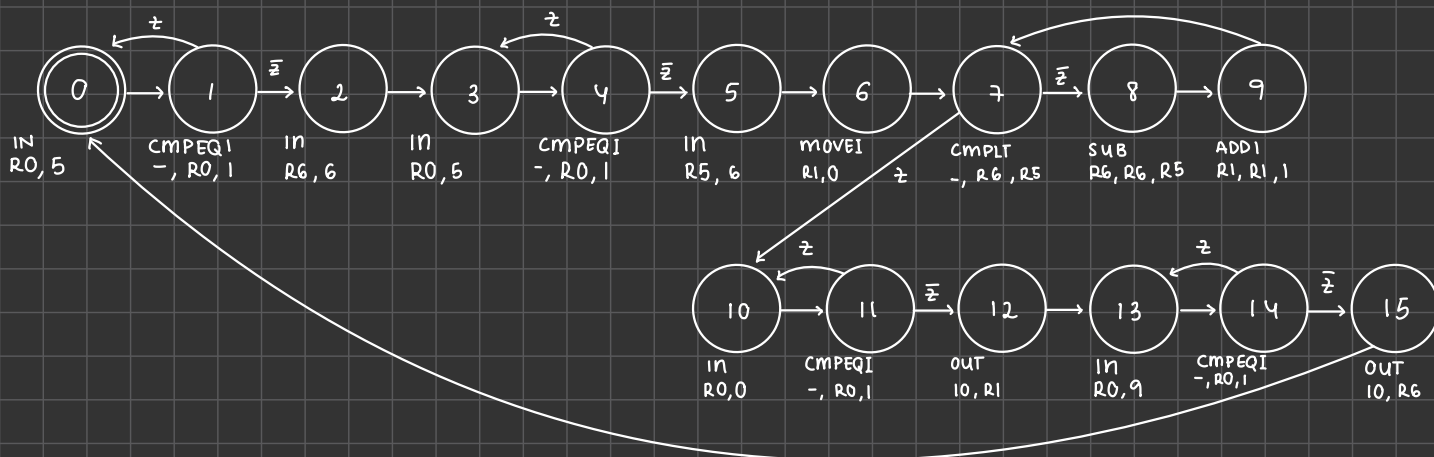 z
z
z̄
z̄
z̄
0
1
2
3
4
5
6
7
8
9
IN
R0, 5
CMPEQI
-, R0, 1
In
R6, 6
In
R0, 5
CMPEQI
-, R0, 1
In
R5, 6
MOVEI
R1, 0
CMPLT
-, R6, R5
SUB
R6, R6, R5
ADDI
R1, R1, 1
z
z
z
z̄
z̄
10
11
12
13
14
15
In
R0, 0
CMPEQI
-, R0, 1
OUT
10, R1
In
R0, 9
CMPEQI
-, R0, 1
OUT
10, R6